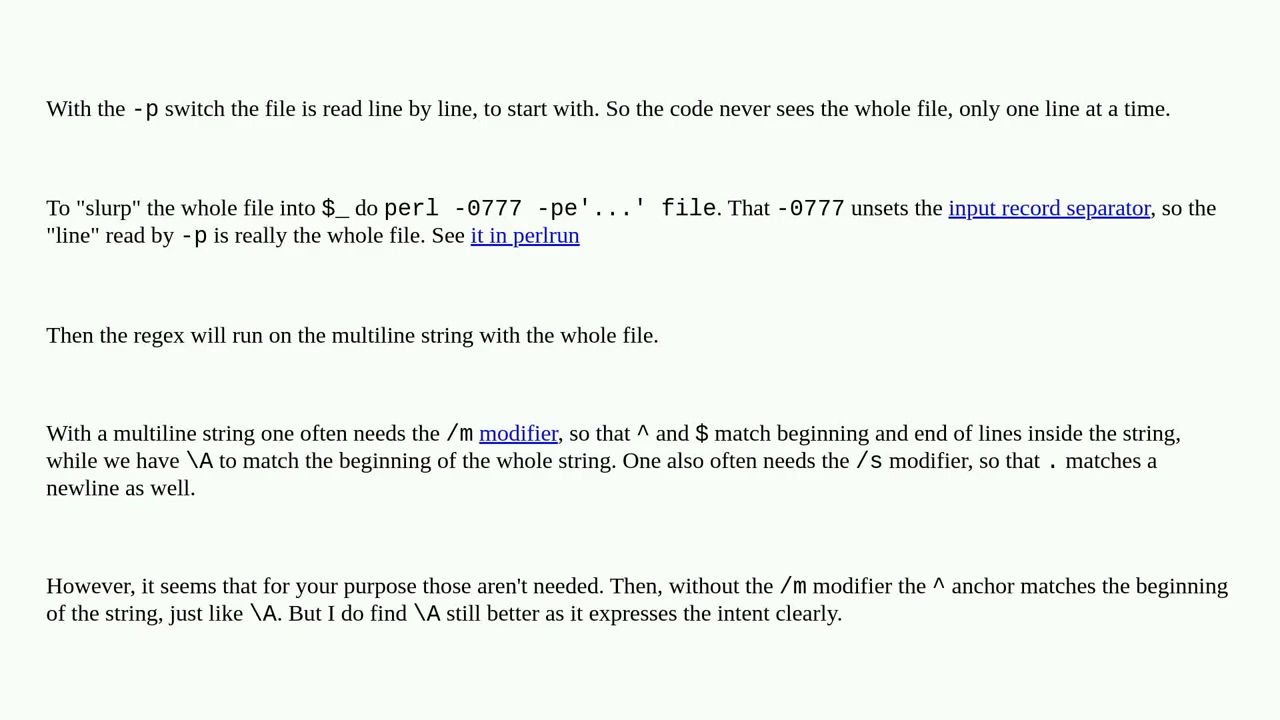 With the -p switch the file is read line by line, to start with. So the code never sees the whole file, only one line at a time.
To "slurp" the whole file into $_ do perl -0777 -pe'...' file. That -0777 unsets the input record separator, so the
"line" read by -p is really the whole file. See it in perlrun
Then the regex will run on the multiline string with the whole file.
With a multiline string one often needs the /m modifier, so that ^ and $ match beginning and end of lines inside the string,
while we have \A to match the beginning of the whole string. One also often needs the /s modifier, so that . matches a
newline as well.
However, it seems that for your purpose those aren't needed. Then, without the /m modifier the ^ anchor matches the beginning
of the string, just like \A. But I do find \A still better as it expresses the intent clearly.